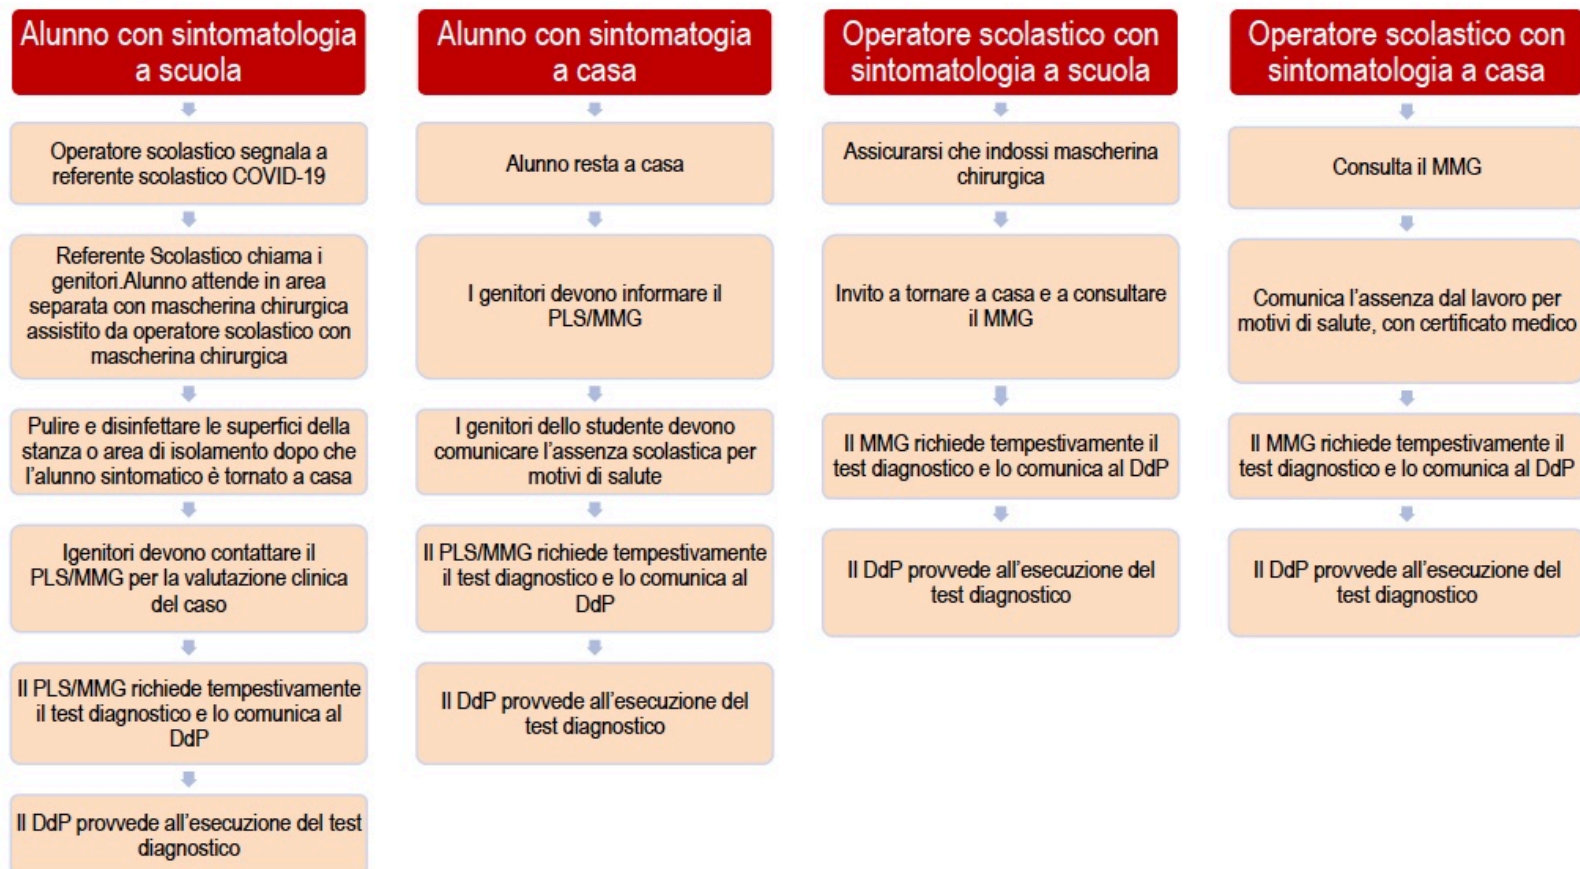 Alunno con sintomatologia
a scuola
Operatore scolastico segnala a
referente scolastico COVID-19
Referente Scolastico chiama i
genitori.Alunno attende in area
separata con mascherina chirurgica
assistito da operatore scolastico con
mascherina chirurgica
Pulire e disinfettare le superfici della
stanza o area di isolamento dopo che
l’alunno sintomatico è tornato a casa
Igenitori devono contattare il
PLS/MMG per la valutazione clinica
del caso
Il PLS/MMG richiede tempestivamente
il test diagnostico e lo comunica al
DdP
Il DdP provvede all’esecuzione del test
diagnostico
Alunno con sintomatogia
a casa
Alunno resta a casa
I genitori devono informare il
PLS/MMG
I genitori dello studente devono
comunicare l’assenza scolastica per
motivi di salute
Il PLS/MMG richiede tempestivamente
il test diagnostico e lo comunica al
DdP
Il DdP provvede all’esecuzione del
test diagnostico
Operatore scolastico con
sintomatologia a scuola
Assicurarsi che indossi mascherina
chirurgica
Invito a tornare a casa e a consultare
il MMG
Il MMG richiede tempestivamente il
test diagnostico e lo comunica al DdP
Il DdP provvede all’esecuzione del
test diagnostico
Operatore scolastico con
sintomatologia a casa
Consulta il MMG
Comunica l’assenza dal lavoro per
motivi di salute, con certificato medico
Il MMG richiede tempestivamente il
test diagnostico e lo comunica al DdP
Il DdP provvede all’esecuzione del
test diagnostico